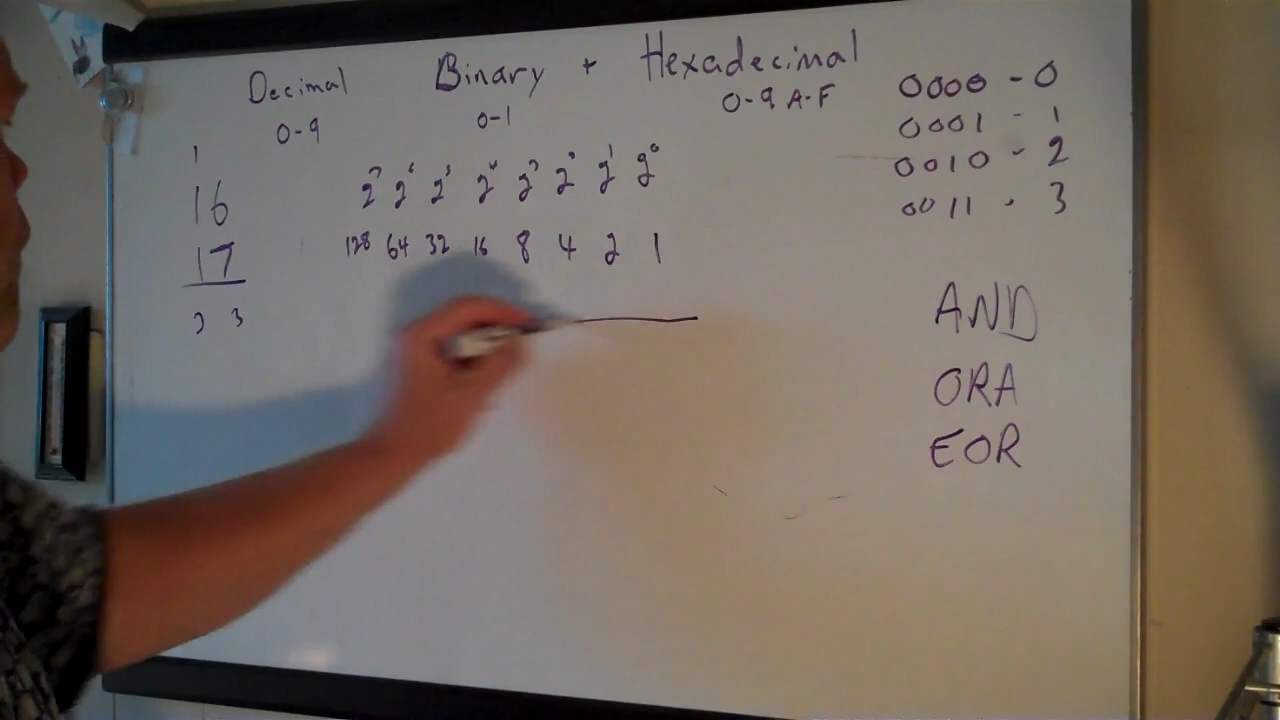 Decimal Binary + Hexadecimal
0-9 0-1 0-9 A-F
1
16
17
3 3
2⁷ 2⁶ 2⁵ 2⁴ 2³ 2² 2¹ 2⁰
128 64 32 16 8 4 2 1
0000 - 0
0001 - 1
0010 - 2
0011 - 3
AND
ORA
EOR